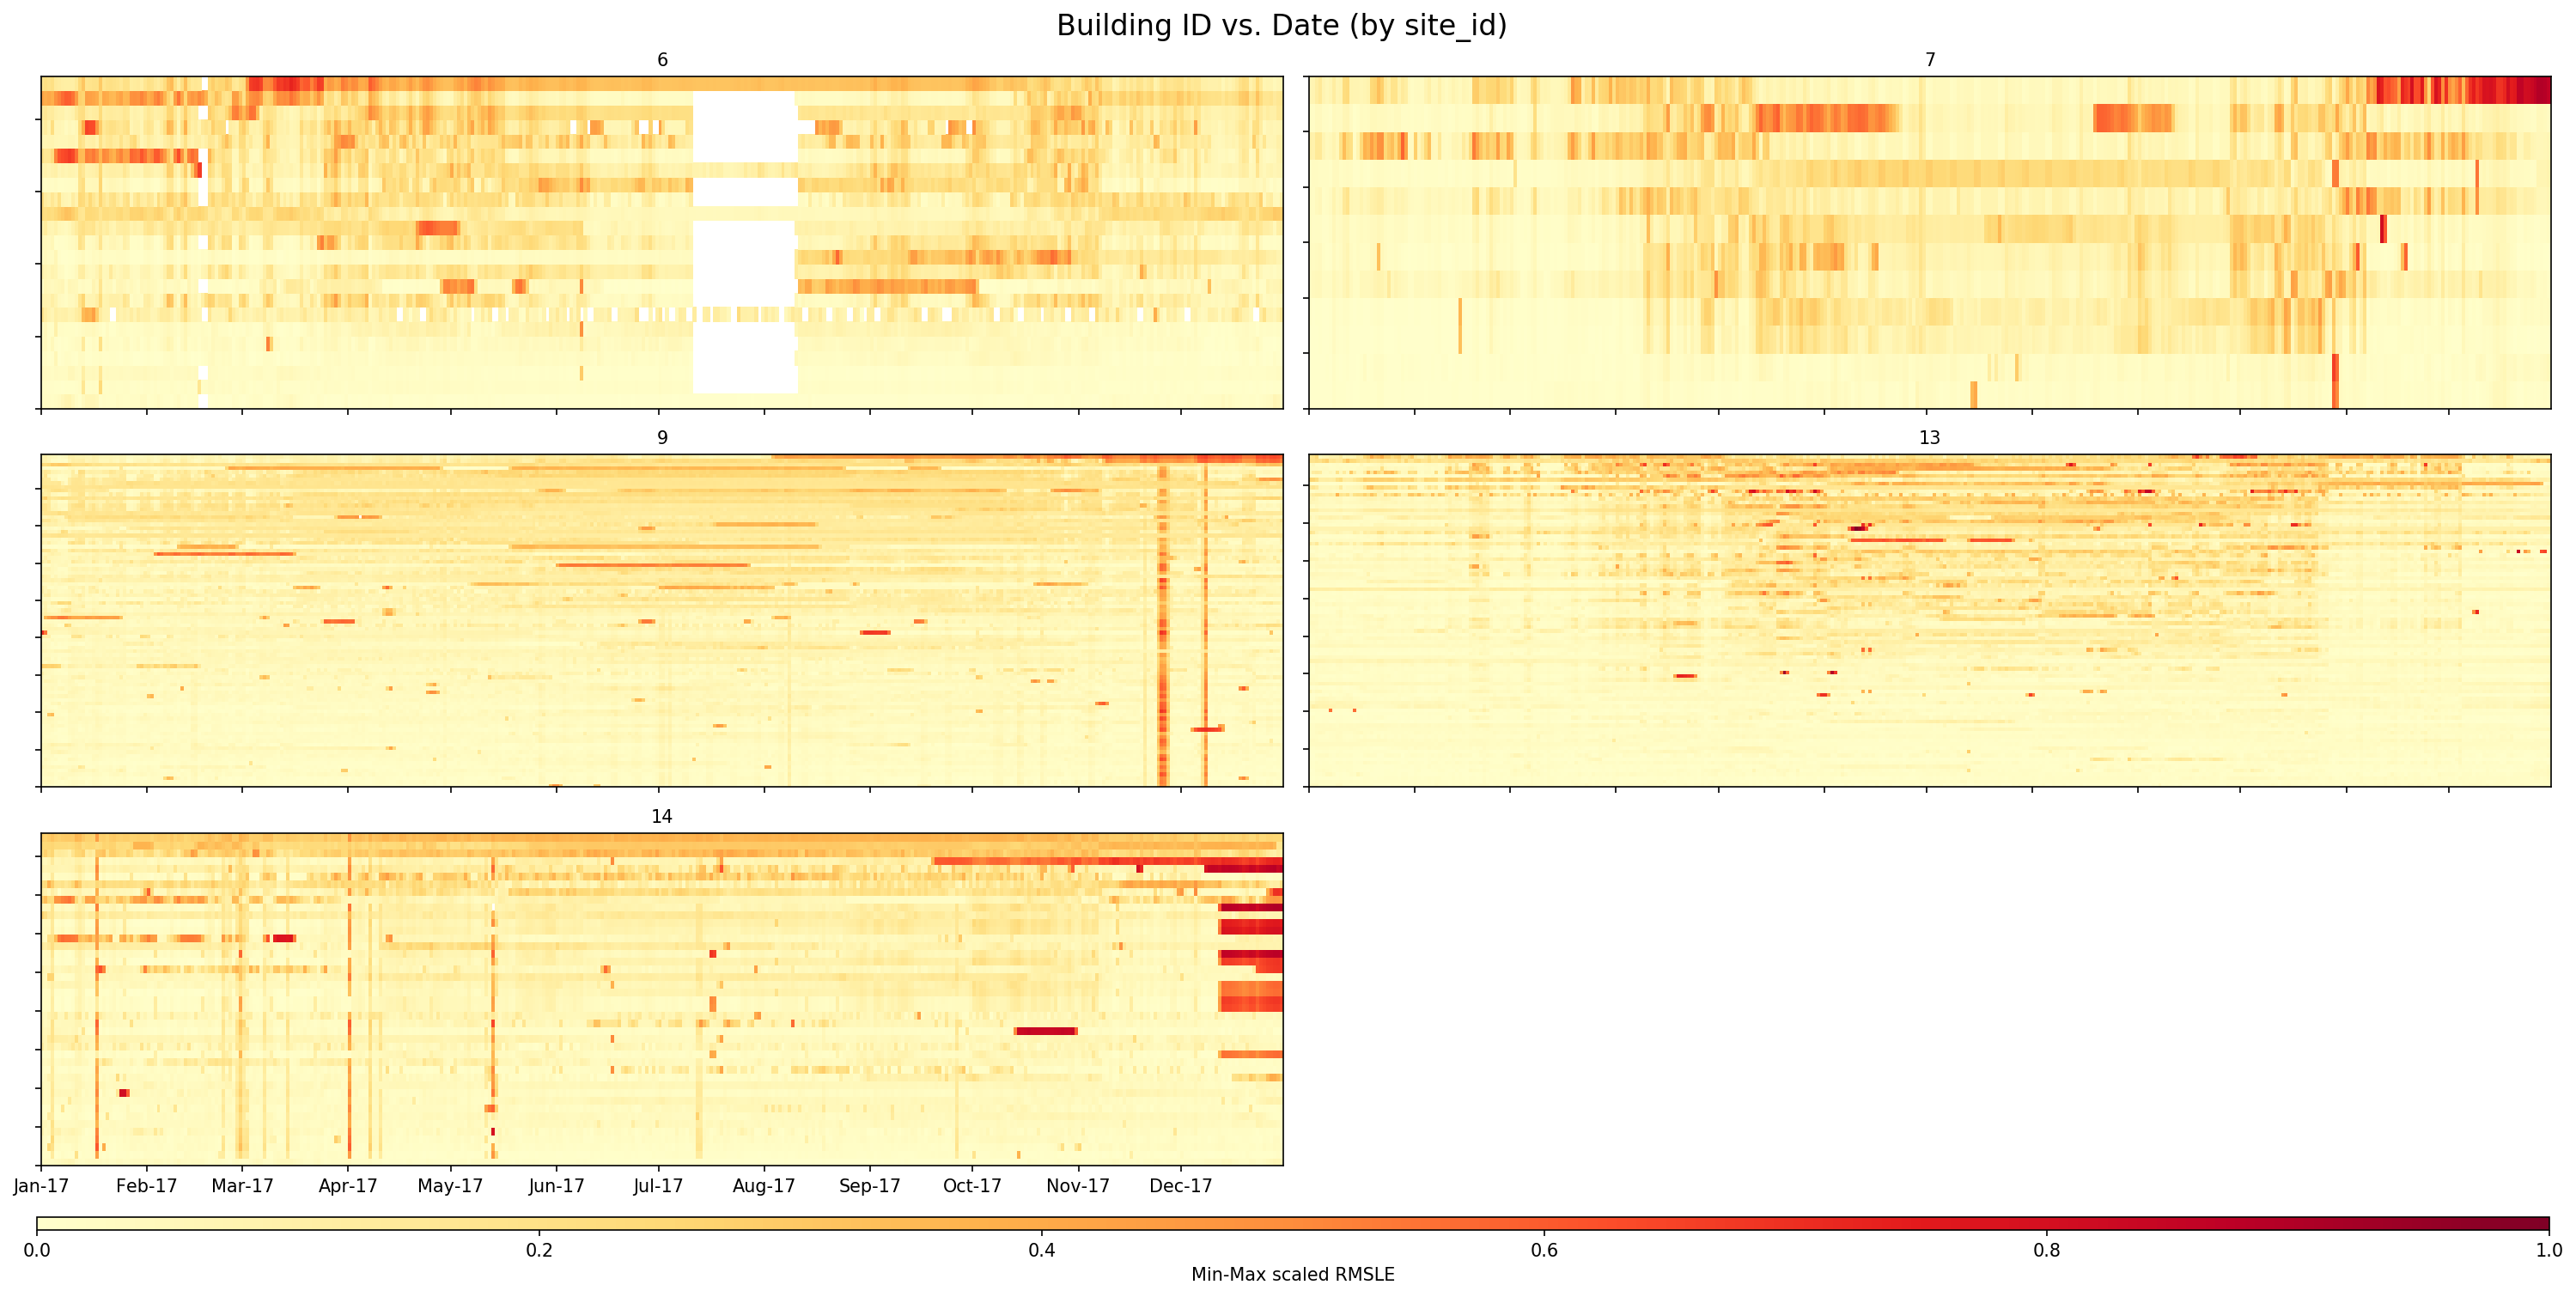 Building ID vs. Date (by site_id)
6
7
9
13
14
Jan-17 Feb-17 Mar-17 Apr-17 May-17 Jun-17 Jul-17 Aug-17 Sep-17 Oct-17 Nov-17 Dec-17
0.0 0.2 0.4 0.6 0.8 1.0
Min-Max scaled RMSLE